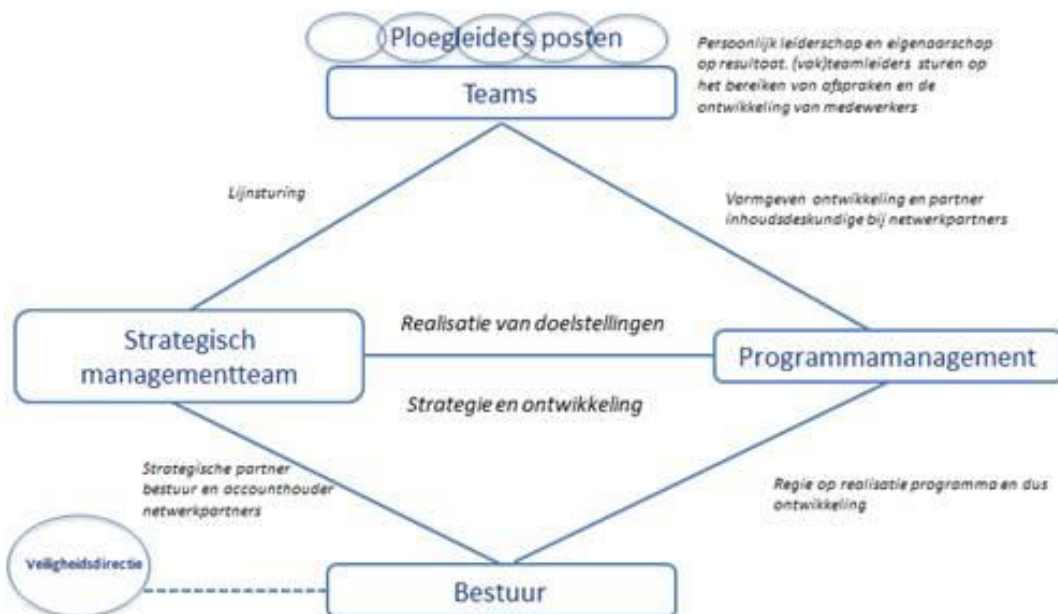 Ploegleiders posten
Teams
Persoonlijk leiderschap en eigenaarschap
op resultaat. (vak)teamleiders sturen op
het bereiken van afspraken en de
ontwikkeling van medewerkers
Lijnsturing
Vormgeven ontwikkeling en partner
inhoudsdeskundige bij netwerkpartners
Strategisch
managementteam
Realisatie van doelstellingen
Programmamanagement
Strategie en ontwikkeling
Strategische partner
bestuur en accounthouder
netwerkpartners
Regie op realisatie programma en dus
ontwikkeling
Veiligheidsdirectie
Bestuur